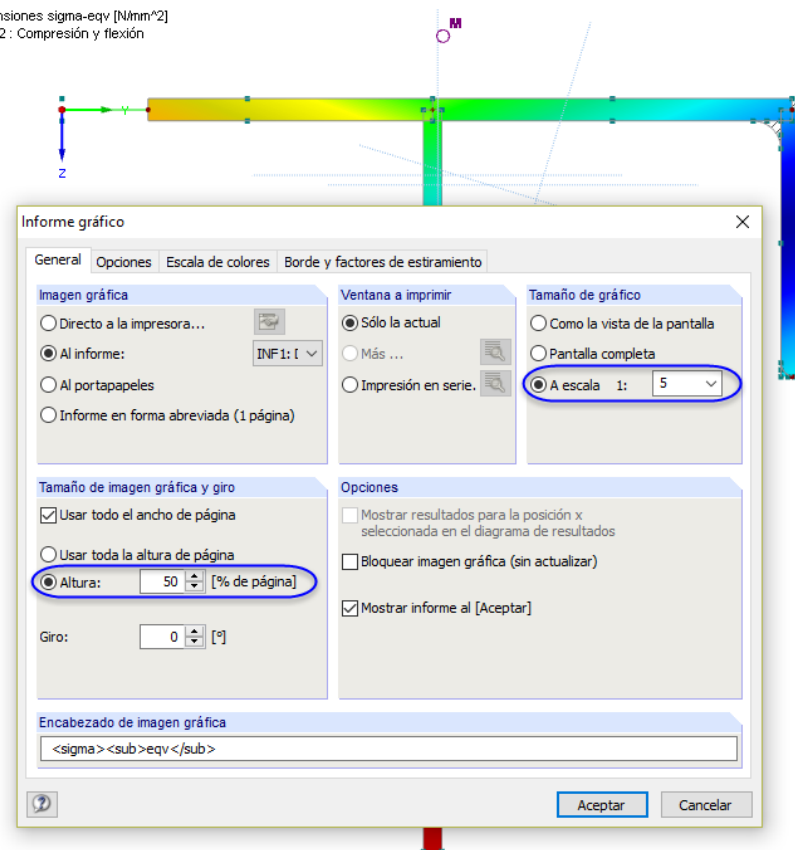 nsiones sigma-eqv [N/mm^2]
2 : Compresión y flexión
M
Y
Z
Informe gráfico
General Opciones Escala de colores Borde y factores de estiramiento
Imagen gráfica
Directo a la impresora...
Al informe: INF1: [
Al portapapeles
Informe en forma abreviada (1 página)
Ventana a imprimir
Sólo la actual
Más ...
Impresión en serie.
Tamaño de gráfico
Como la vista de la pantalla
Pantalla completa
A escala 1: 5
Tamaño de imagen gráfica y giro
Usar todo el ancho de página
Usar toda la altura de página
Altura: 50 [% de página]
Giro: 0 [º]
Opciones
Mostrar resultados para la posición x
seleccionada en el diagrama de resultados
Bloquear imagen gráfica (sin actualizar)
Mostrar informe al [Aceptar]
Encabezado de imagen gráfica
<sigma><sub>eqv</sub>
Aceptar Cancelar